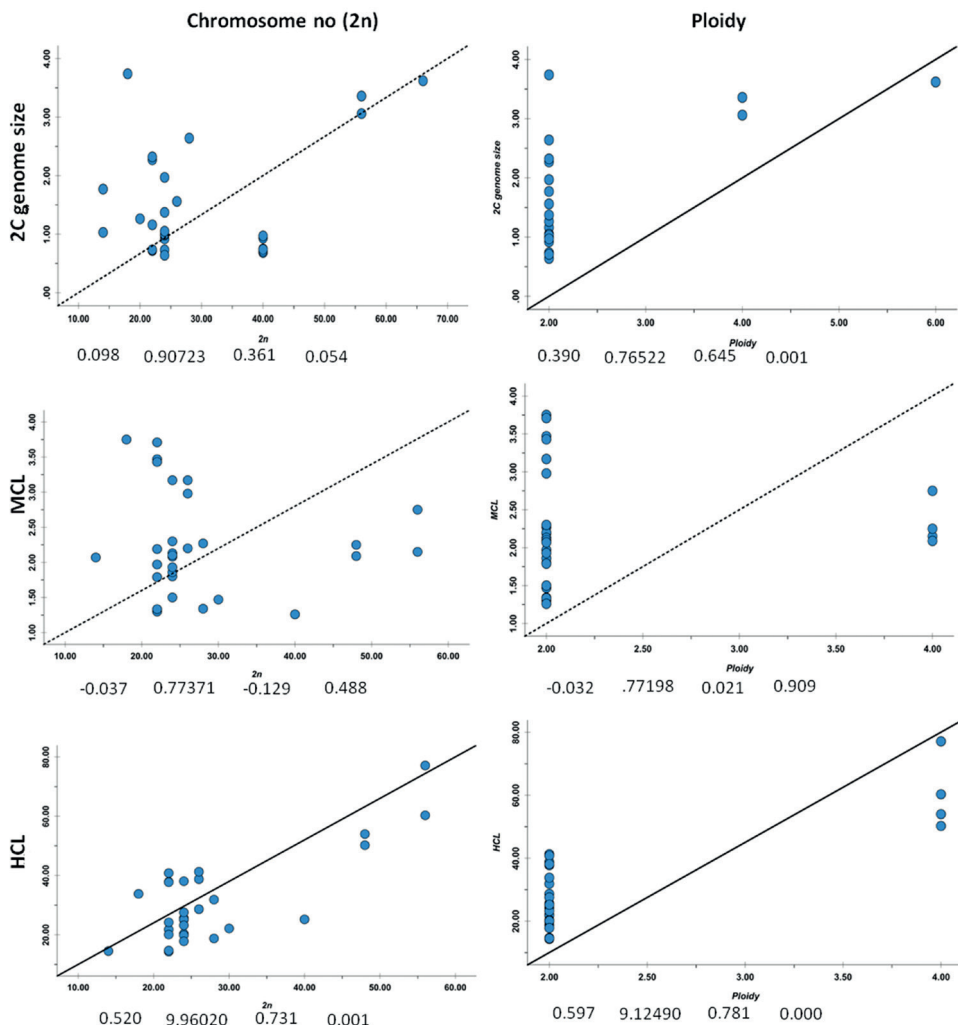 Chromosome no (2n) Ploidy
2C genome size
4.00
3.00
2.00
1.00
.00
10.00 20.00 30.00 40.00 50.00 60.00 70.00
2n
0.098 0.90723 0.361 0.054
2C genome size
4.00
3.00
2.00
1.00
.00
2.00 3.00 4.00 5.00 6.00
Ploidy
0.390 0.76522 0.645 0.001
MCL
4.00
3.50
3.00
2.50
2.00
1.50
1.00
10.00 20.00 30.00 40.00 50.00 60.00
2n
-0.037 0.77371 -0.129 0.488
MCL
4.00
3.50
3.00
2.50
2.00
1.50
1.00
2.00 2.50 3.00 3.50 4.00
Ploidy
-0.032 .77198 0.021 0.909
HCL
80.00
60.00
40.00
20.00
10.00 20.00 30.00 40.00 50.00 60.00
2n
0.520 9.96020 0.731 0.001
HCL
80.00
60.00
40.00
20.00
2.00 2.50 3.00 3.50 4.00
Ploidy
0.597 9.12490 0.781 0.000